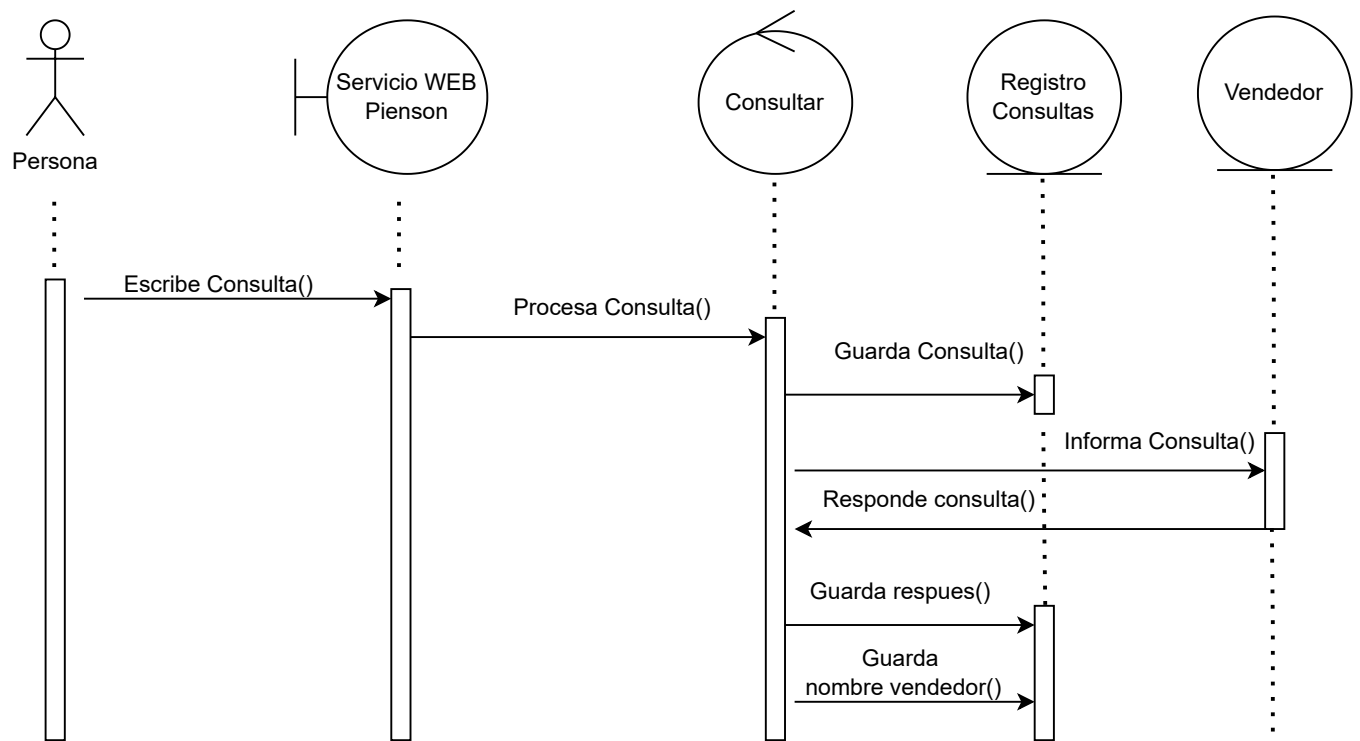 Persona
Servicio WEB
Pienson
Consultar
Registro
Consultas
Vendedor
Escribe Consulta()
Procesa Consulta()
Guarda Consulta()
Informa Consulta()
Responde consulta()
Guarda respues()
Guarda
nombre vendedor()